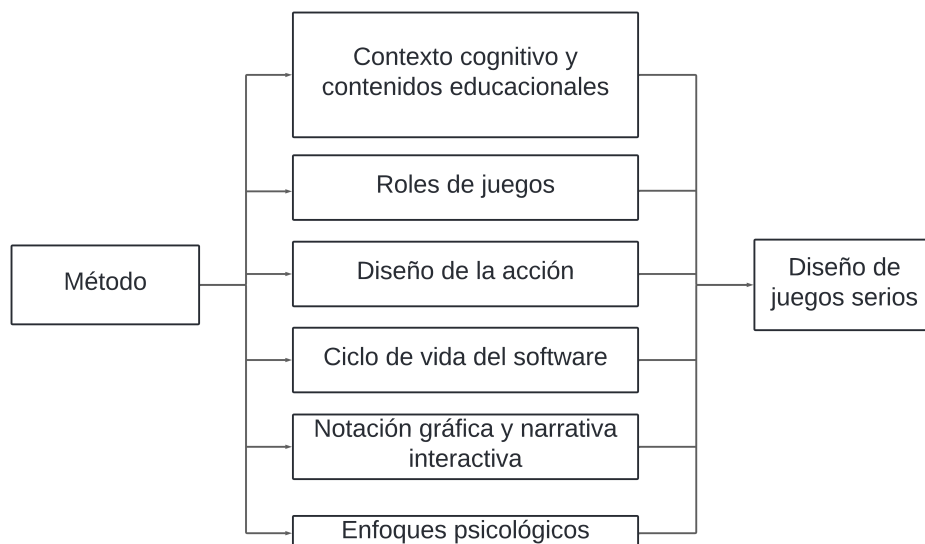 Contexto cognitivo y
contenidos educacionales
Roles de juegos
Diseño de la acción
Método
Diseño de
juegos serios
Ciclo de vida del software
Notación gráfica y narrativa
interactiva
Enfoques psicológicos